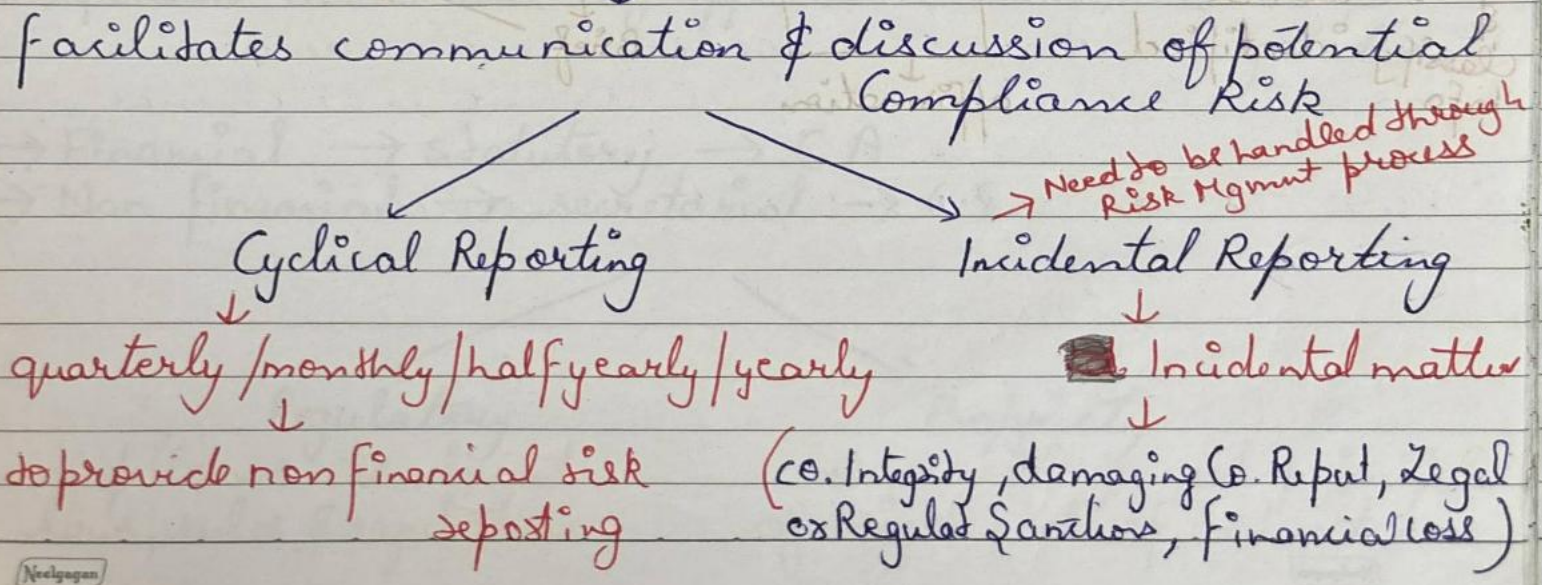 facilitates communication & discussion of potential
Compliance Risk
→ Need to be handled through
Risk Mgmnt process
Cyclical Reporting
Incidental Reporting
↓ ↓
quarterly/monthly/half yearly/yearly
Incidental matter
↓ ↓
to provide non financial risk
reporting
(co. Integrity, damaging Co. Reput, Legal
or Regulat Sanctions, financial loss)
Neelgagan